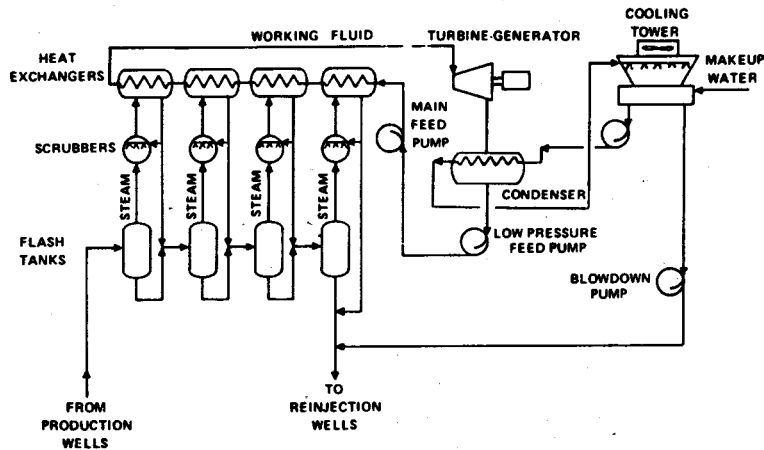 COOLING
TOWER
WORKING FLUID
TURBINE-GENERATOR
HEAT
EXCHANGERS
MAKEUP
WATER
MAIN
FEED
PUMP
SCRUBBERS
STEAM
STEAM
STEAM
STEAM
CONDENSER
FLASH
TANKS
LOW PRESSURE
FEED PUMP
BLOWDOWN
PUMP
FROM
PRODUCTION
WELLS
TO
REINJECTION
WELLS